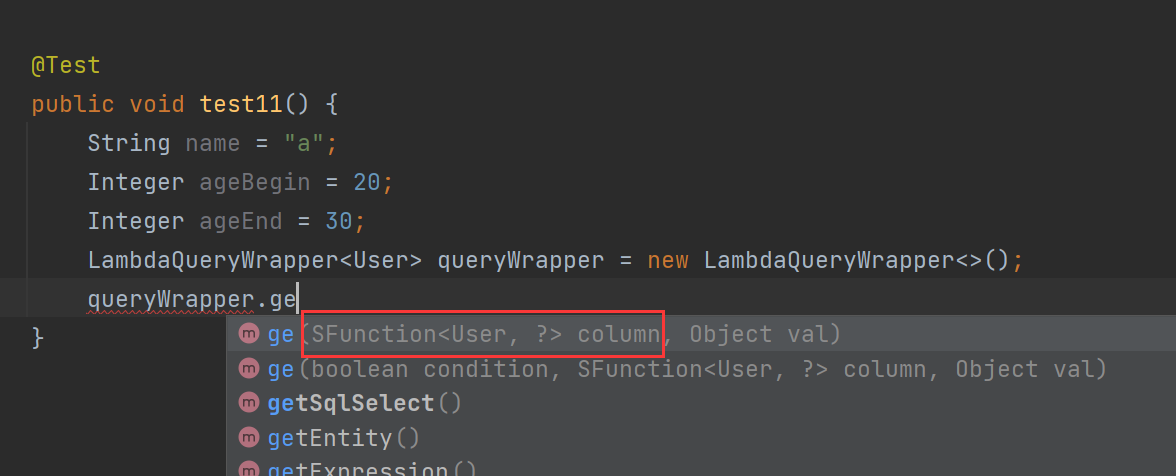 @Test
public void test11() {
String name = "a";
Integer ageBegin = 20;
Integer ageEnd = 30;
LambdaQueryWrapper<User> queryWrapper = new LambdaQueryWrapper<>();
queryWrapper.ge
}
m ge(SFunction<User, ?> column, Object val)
m ge(boolean condition, SFunction<User, ?> column, Object val)
m getSqlSelect()
m getEntity()
m getExpression()